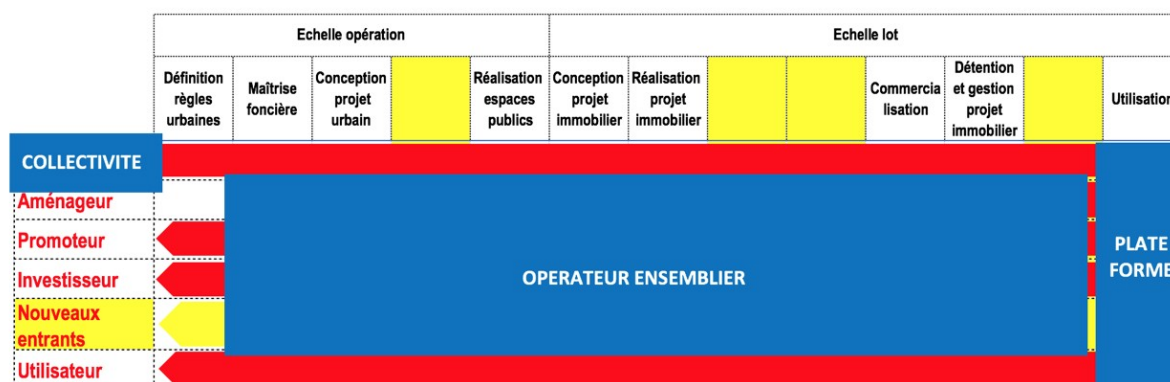 Echelle opération
Echelle lot
Définition
règles
urbaines
Maîtrise
foncière
Conception
projet
urbain
Réalisation
espaces
publics
Conception
projet
immobilier
Réalisation
projet
immobilier
Commercia
lisation
Détention
et gestion
projet
immobilier
Utilisation
COLLECTIVITE
Aménageur
Promoteur
Investisseur
Nouveaux
entrants
Utilisateur
OPERATEUR ENSEMBLIER
PLATE
FORME